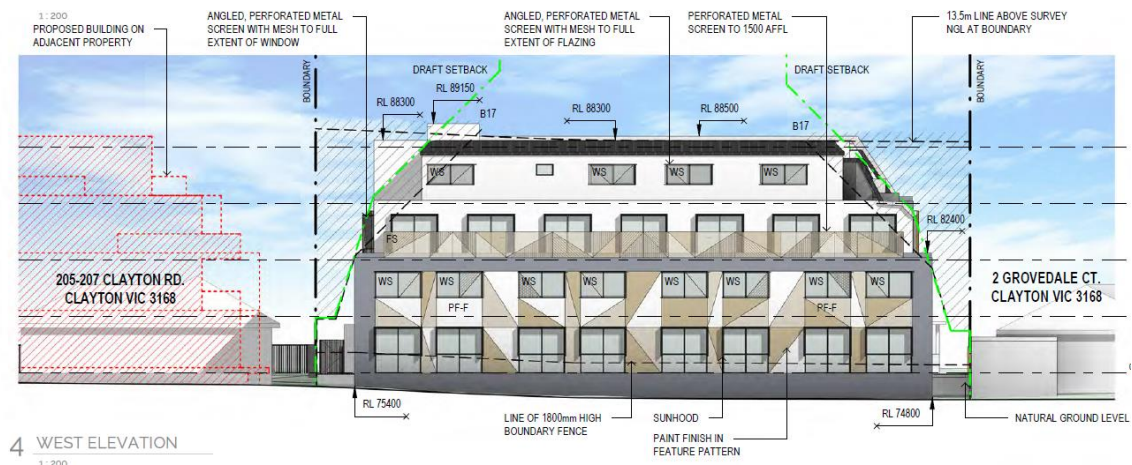 1:200
PROPOSED BUILDING ON
ADJACENT PROPERTY
ANGLED, PERFORATED METAL
SCREEN WITH MESH TO FULL
EXTENT OF WINDOW
ANGLED, PERFORATED METAL
SCREEN WITH MESH TO FULL
EXTENT OF FLAZING
PERFORATED METAL
SCREEN TO 1500 AFFL
13.5m LINE ABOVE SURVEY
NGL AT BOUNDARY
BOUNDARY
DRAFT SETBACK
DRAFT SETBACK
BOUNDARY
RL 89150
RL 88300
B17
RL 88300
RL 88500
B17
WS
WS
WS
WS
RL 82400
FS
205-207 CLAYTON RD.
CLAYTON VIC 3168
2 GROVEDALE CT.
CLAYTON VIC 3168
WS
WS
WS
WS
WS
WS
WS
WS
PF-F
PF-F
RL 75400
LINE OF 1800mm HIGH
BOUNDARY FENCE
SUNHOOD
PAINT FINISH IN
FEATURE PATTERN
RL 74800
NATURAL GROUND LEVEL
4 WEST ELEVATION
1:200